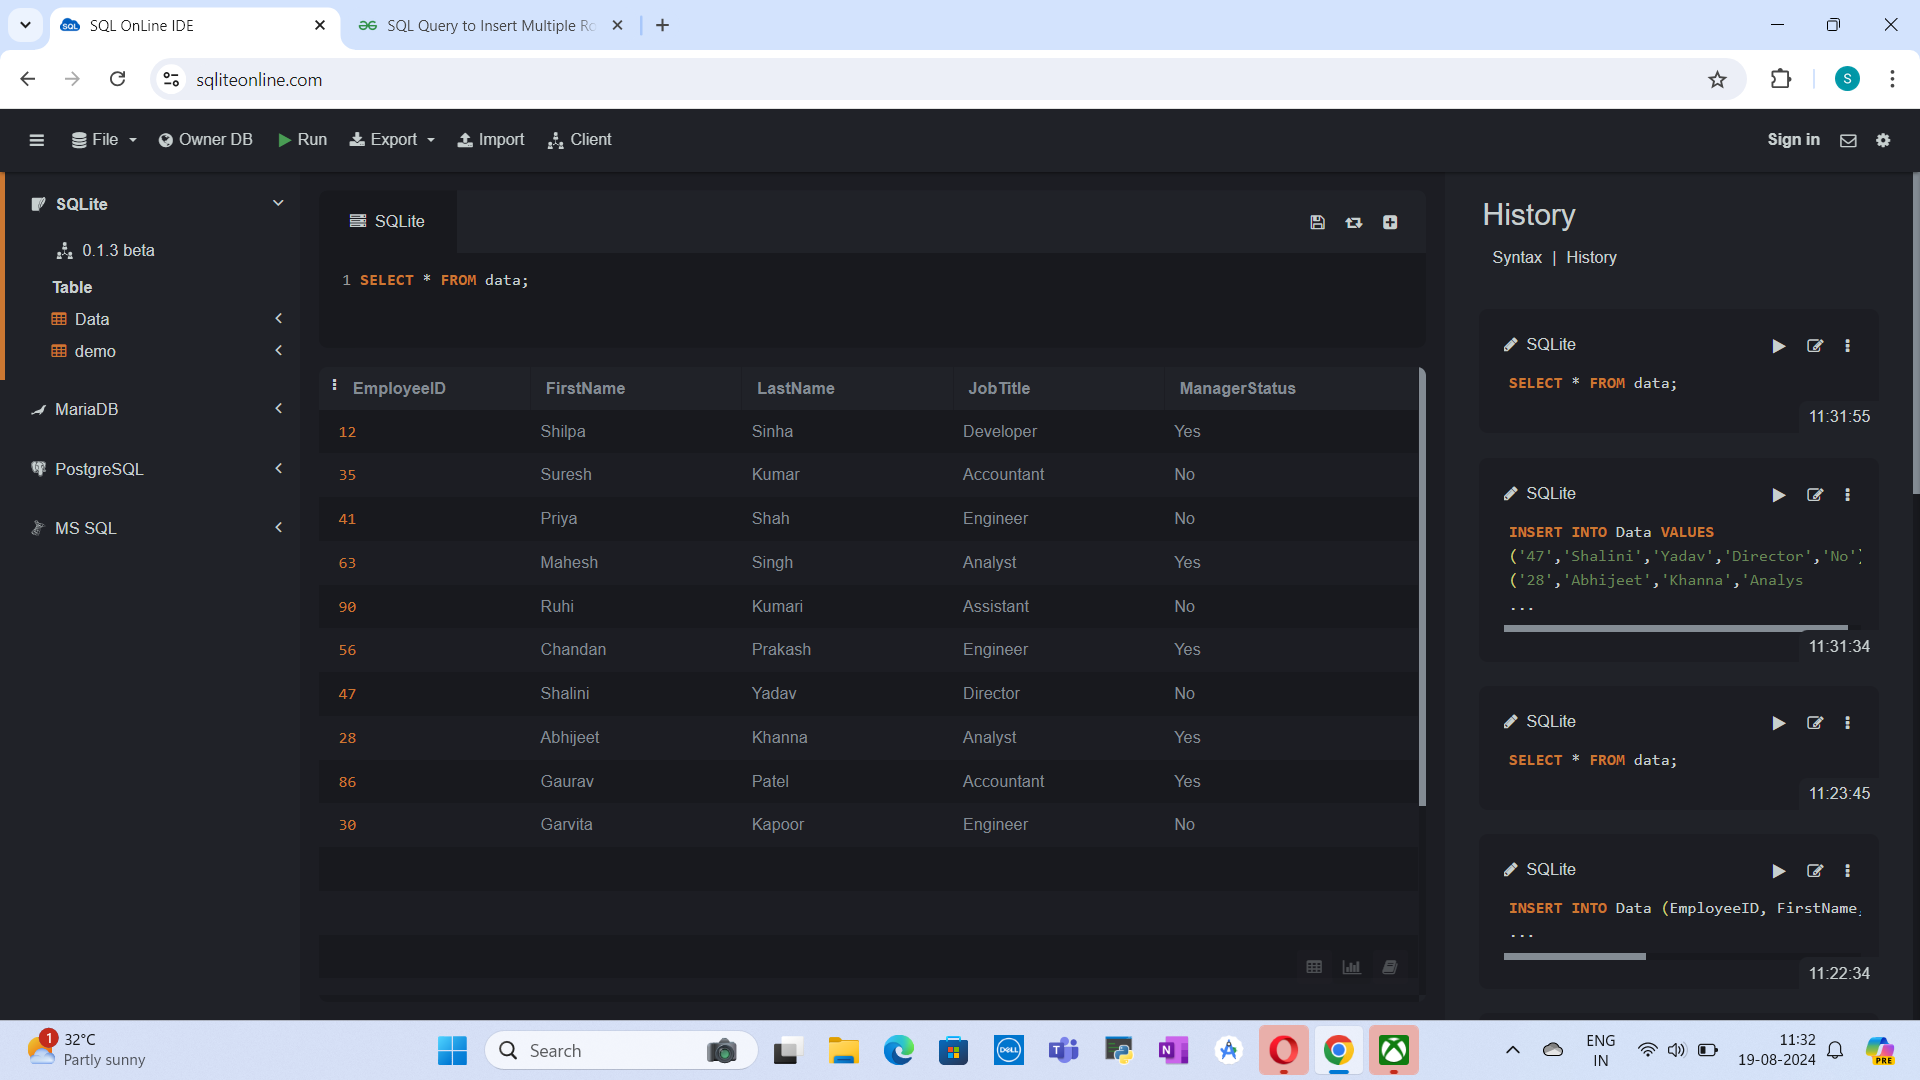 SQL OnLine IDE
SQL Query to Insert Multiple Ro
sqliteonline.com
S
File
Owner DB
Run
Export
Import
Client
Sign in
SQLite
0.1.3 beta
Table
Data
demo
MariaDB
PostgreSQL
MS SQL
SQLite
1 SELECT * FROM data;
EmployeeID FirstName LastName JobTitle ManagerStatus
12 Shilpa Sinha Developer Yes
35 Suresh Kumar Accountant No
41 Priya Shah Engineer No
63 Mahesh Singh Analyst Yes
90 Ruhi Kumari Assistant No
56 Chandan Prakash Engineer Yes
47 Shalini Yadav Director No
28 Abhijeet Khanna Analyst Yes
86 Gaurav Patel Accountant Yes
30 Garvita Kapoor Engineer No
History
Syntax | History
SQLite
SELECT * FROM data;
11:31:55
SQLite
INSERT INTO Data VALUES
('47','Shalini','Yadav','Director','No')
('28','Abhijeet','Khanna','Analys
...
11:31:34
SQLite
SELECT * FROM data;
11:23:45
SQLite
INSERT INTO Data (EmployeeID, FirstName,
...
11:22:34
1
32°C
Partly sunny
Search
DELL
ENG
IN
11:32
19-08-2024
PRE